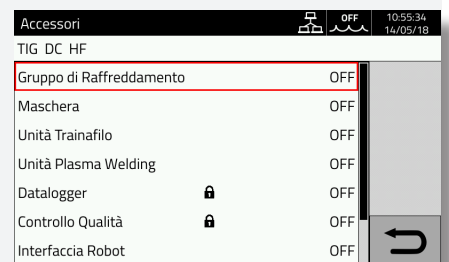 Accessori OFF 10:55:34
14/05/18
TIG DC HF
Gruppo di Raffreddamento OFF
Maschera OFF
Unità Trainafilo OFF
Unità Plasma Welding OFF
Datalogger OFF
Controllo Qualità OFF
Interfaccia Robot OFF